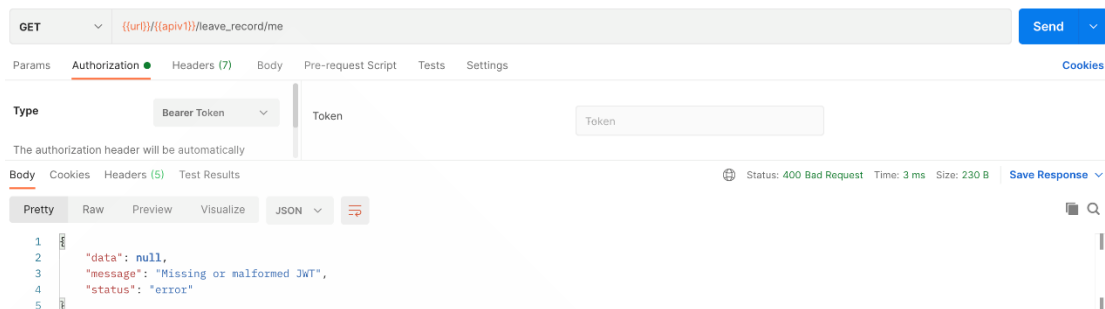 GET {{url}}/{{apiv1}}/leave_record/me Send
Params Authorization Headers (7) Body Pre-request Script Tests Settings Cookies
Type Bearer Token Token Token
The authorization header will be automatically
Body Cookies Headers (5) Test Results Status: 400 Bad Request Time: 3 ms Size: 230 B Save Response
Pretty Raw Preview Visualize JSON
1 {
2 "data": null,
3 "message": "Missing or malformed JWT",
4 "status": "error"
5 }